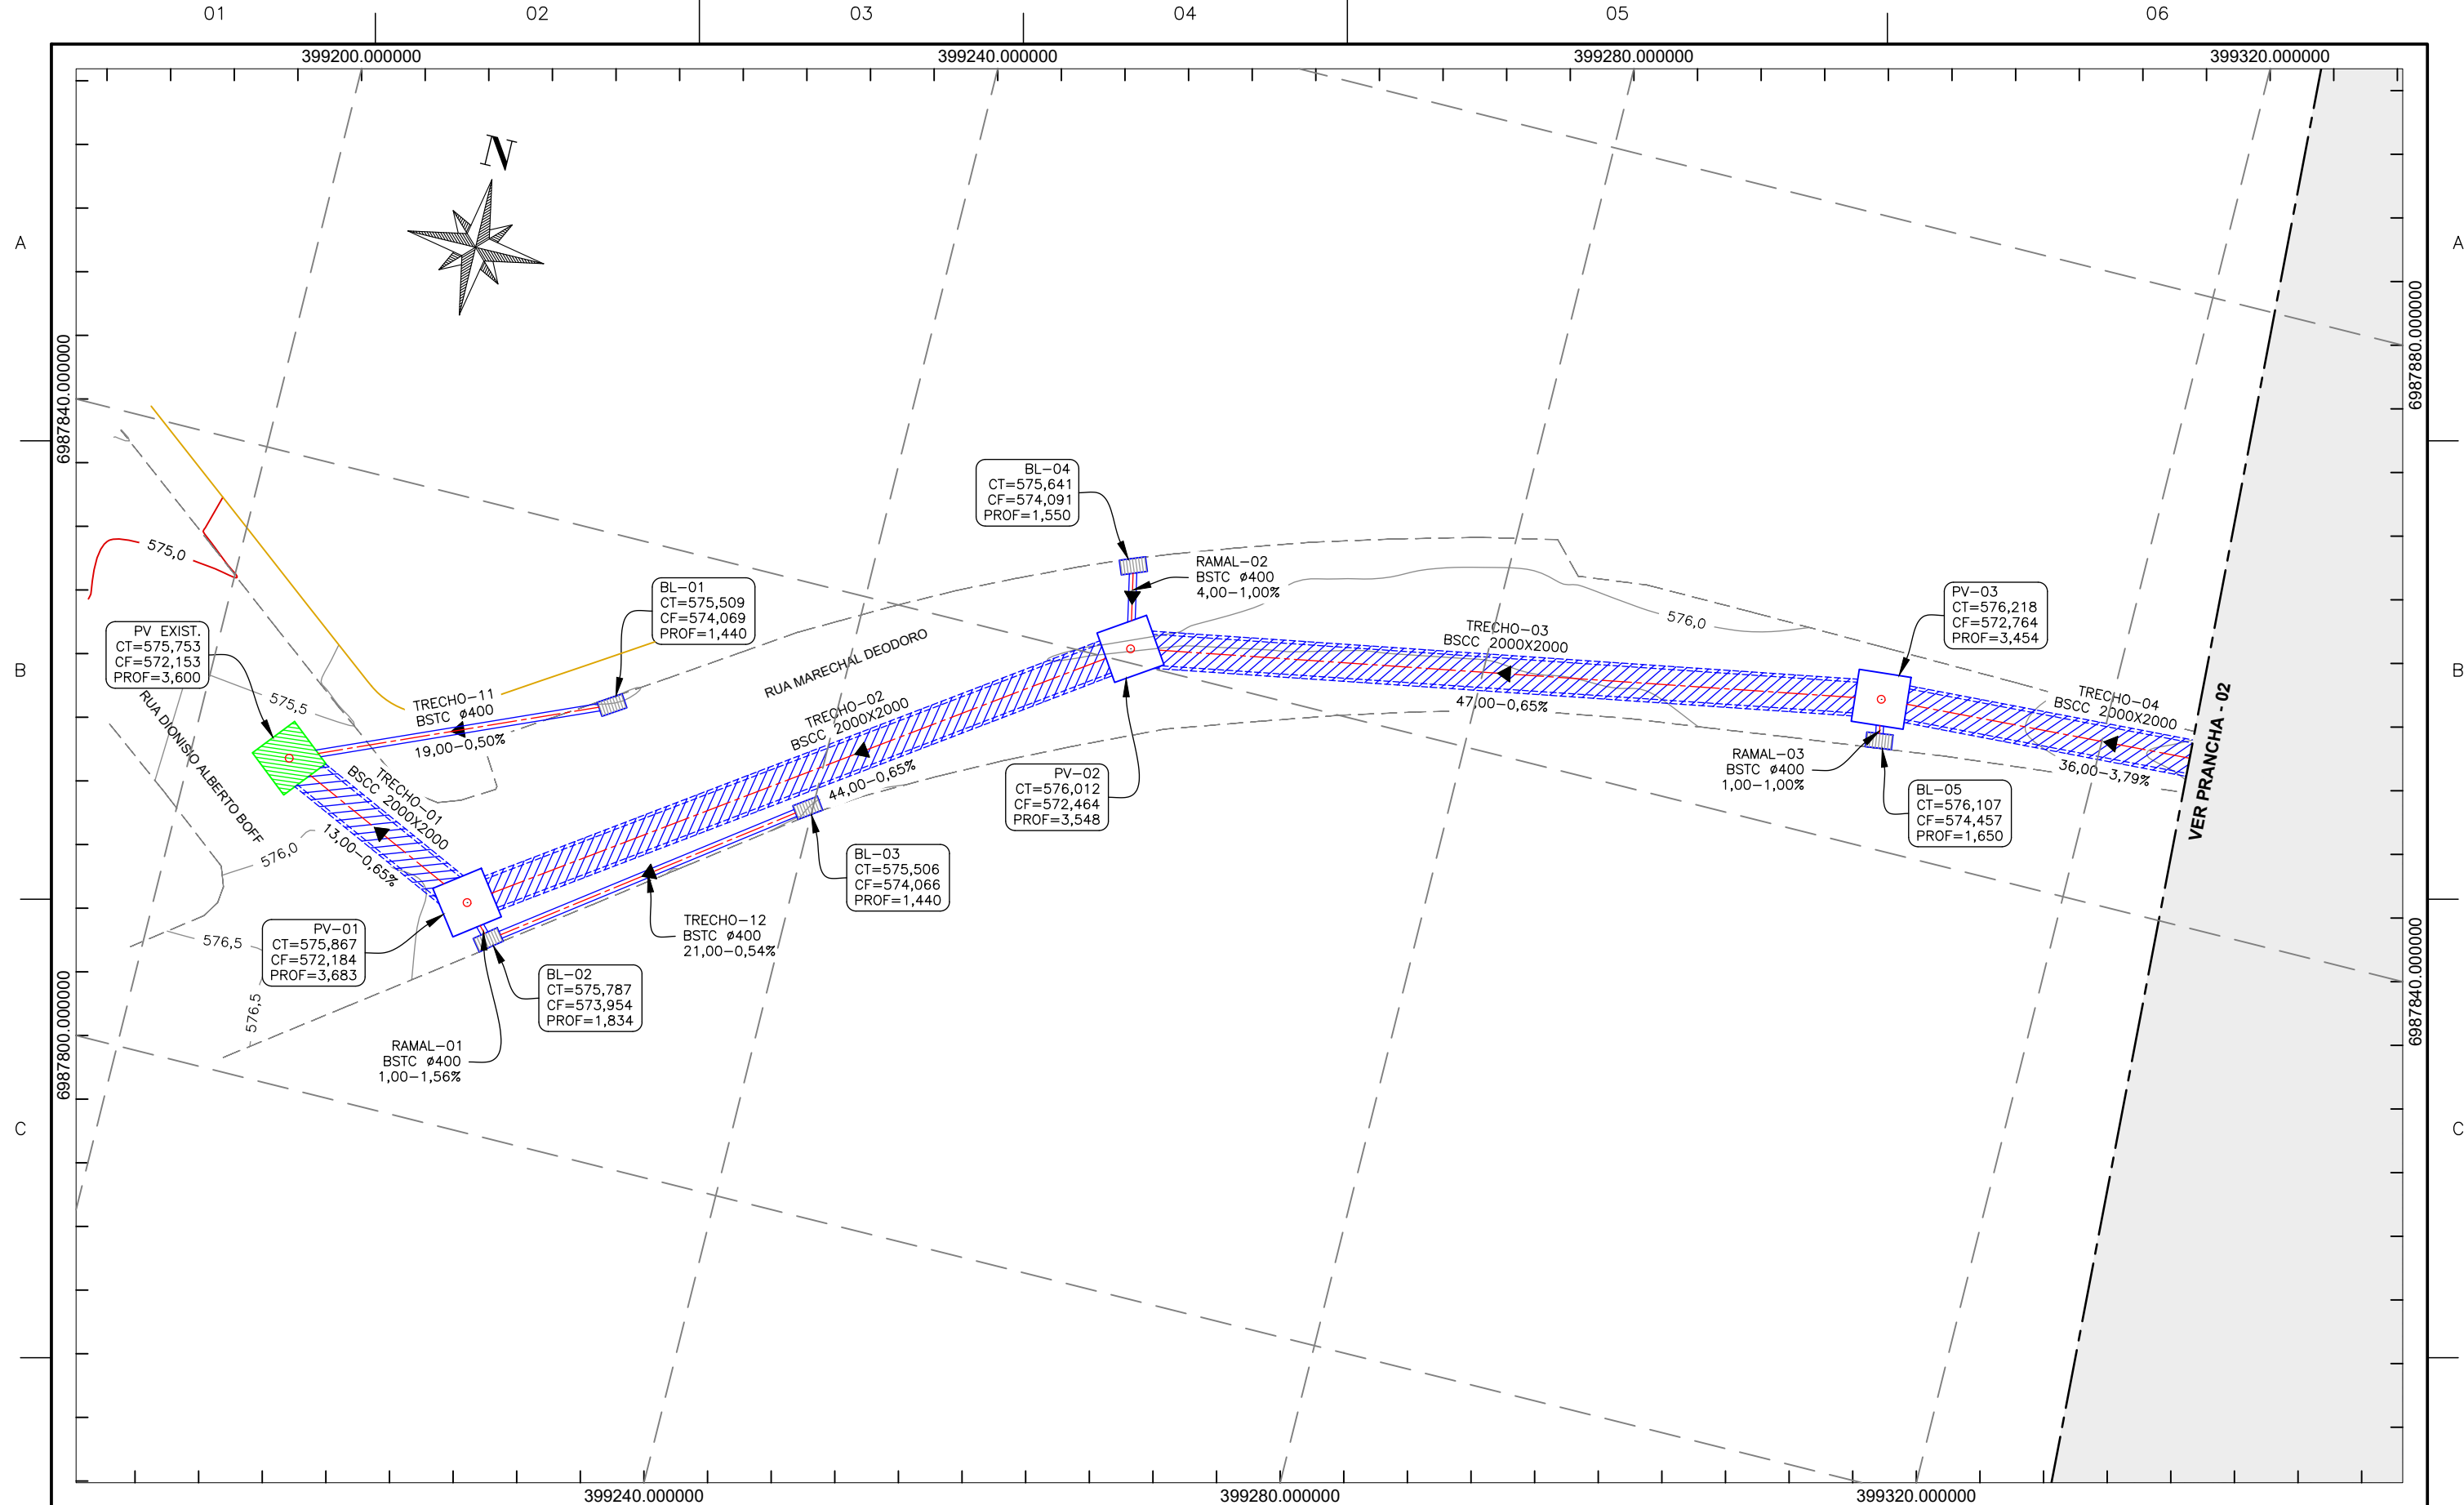 01 02 03 04 05 06
399200.000000 399240.000000 399280.000000 399320.000000
N
A
A
6987840.000000
6987880.000000
575,0
BL-04
CT=575,641
CF=574,091
PROF=1,550
RAMAL-02
BSTC ø400
4,00-1,00%
BL-01
CT=575,509
CF=574,069
PROF=1,440
PV EXIST.
CT=575,753
CF=572,153
PROF=3,600
PV-03
CT=576,218
CF=572,764
PROF=3,454
576,0
TRECHO-03
BSCC 2000X2000
47,00-0,65%
RUA MARECHAL DEODORO
B
B
575,5
TRECHO-11
BSTC ø400
19,00-0,50%
TRECHO-02
BSCC 2000X2000
44,00-0,65%
TRECHO-04
BSCC 2000X2000
36,00-3,79%
VER PRANCHA - 02
RUA DIONISIO ALBERTO BOFF
TRECHO-01
BSCC 2000X2000
13,00-0,65%
PV-02
CT=576,012
CF=572,464
PROF=3,548
RAMAL-03
BSTC ø400
1,00-1,00%
BL-05
CT=576,107
CF=574,457
PROF=1,650
576,0
BL-03
CT=575,506
CF=574,066
PROF=1,440
TRECHO-12
BSTC ø400
21,00-0,54%
576,5
PV-01
CT=575,867
CF=572,184
PROF=3,683
BL-02
CT=575,787
CF=573,954
PROF=1,834
576,5
RAMAL-01
BSTC ø400
1,00-1,56%
6987800.000000
6987840.000000
C
C
399240.000000 399280.000000 399320.000000